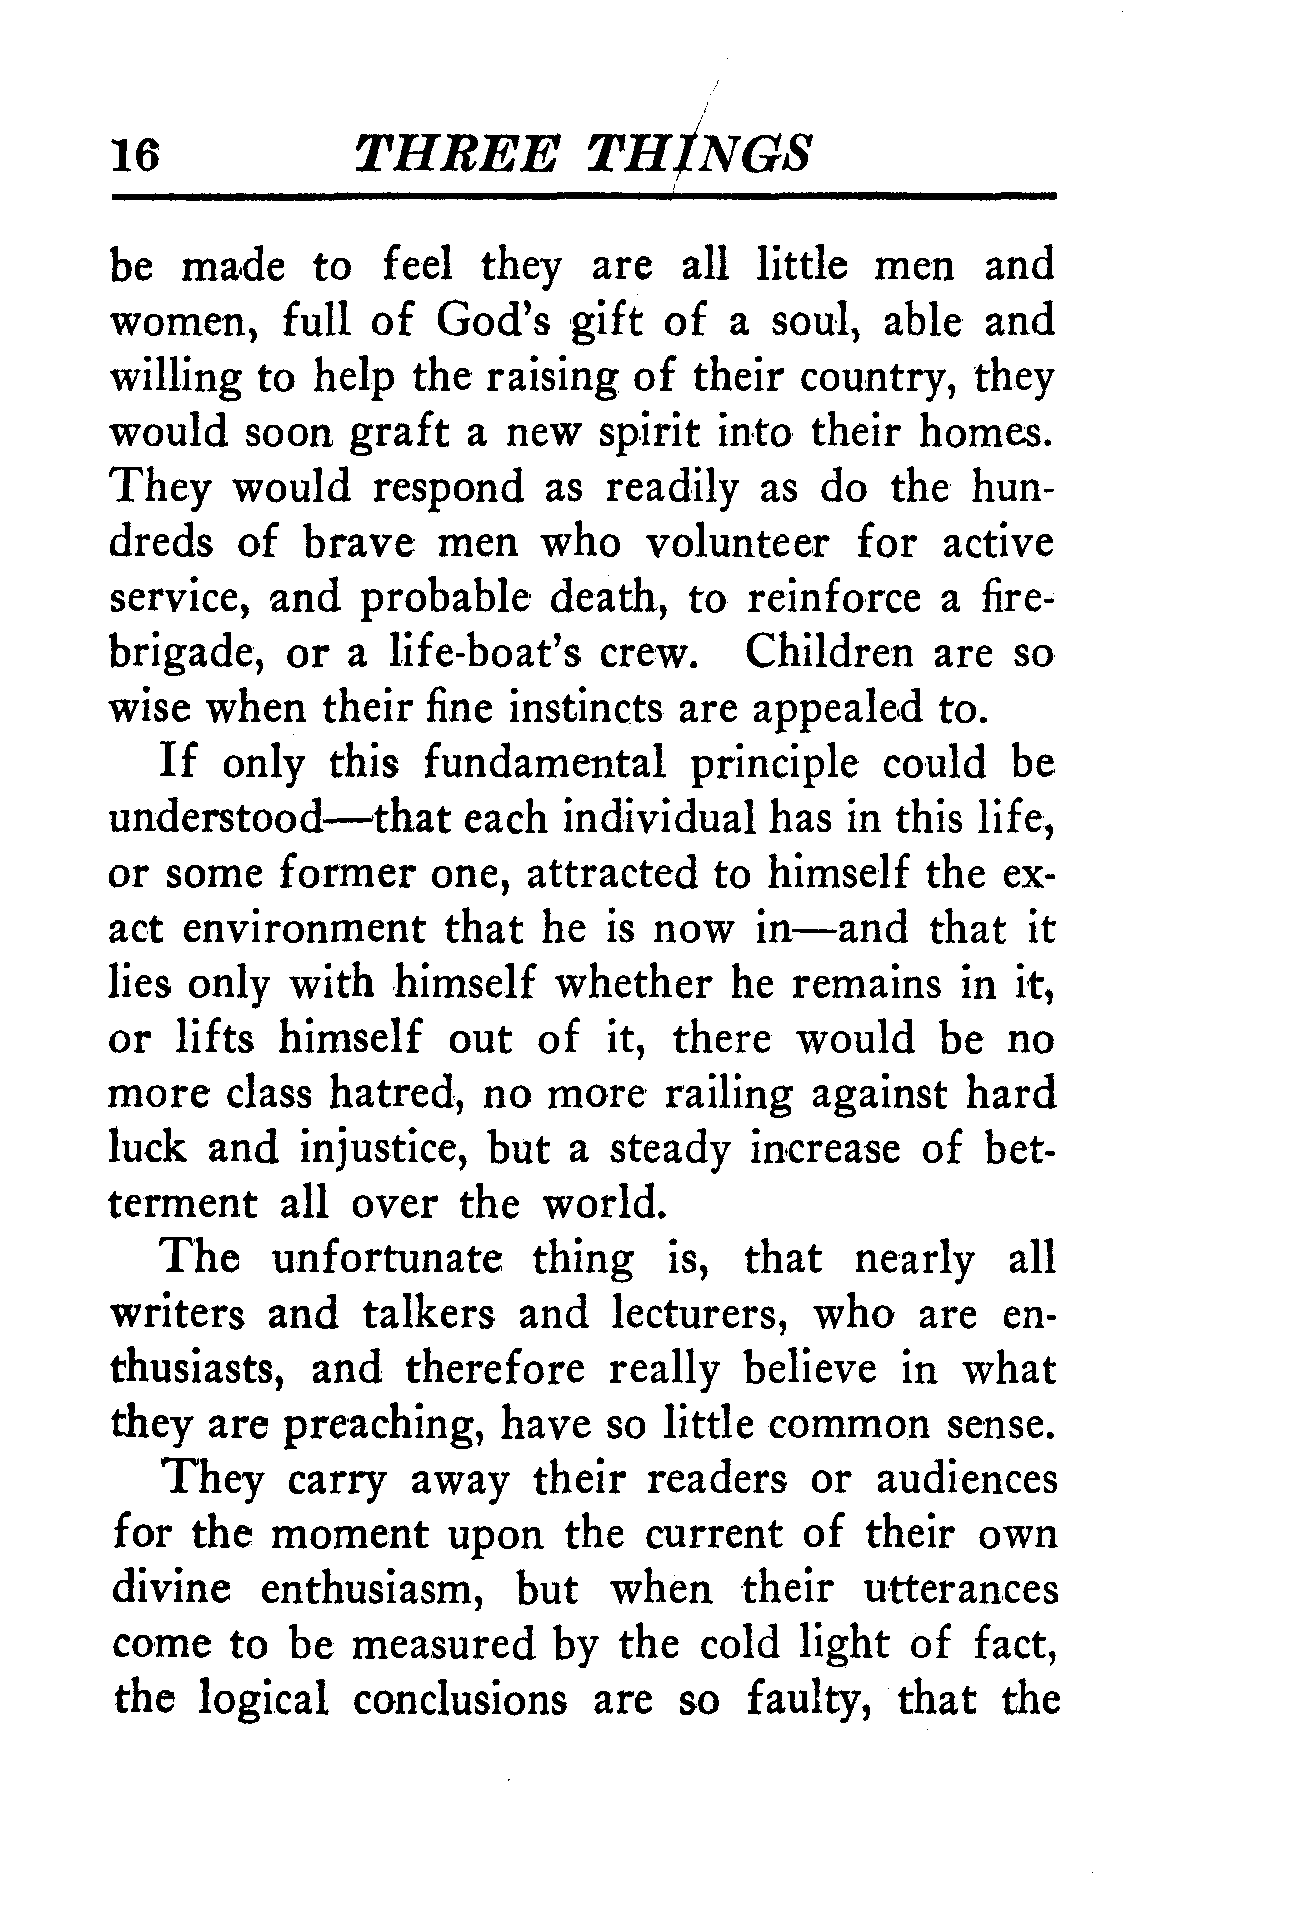 16 THREE THINGS
be made to feel they are all little men and
women, full of God's gift of a soul, able and
willing to help the raising of their country, they
would soon graft a new spirit into their homes.
They would respond as readily as do the hun-
dreds of brave men who volunteer for active
service, and probable death, to reinforce a fire-
brigade, or a life-boat's crew. Children are so
wise when their fine instincts are appealed to.
If only this fundamental principle could be
understood—that each individual has in this life,
or some former one, attracted to himself the ex-
act environment that he is now in—and that it
lies only with himself whether he remains in it,
or lifts himself out of it, there would be no
more class hatred, no more railing against hard
luck and injustice, but a steady increase of bet-
terment all over the world.
The unfortunate thing is, that nearly all
writers and talkers and lecturers, who are en-
thusiasts, and therefore really believe in what
they are preaching, have so little common sense.
They carry away their readers or audiences
for the moment upon the current of their own
divine enthusiasm, but when their utterances
come to be measured by the cold light of fact,
the logical conclusions are so faulty, that the